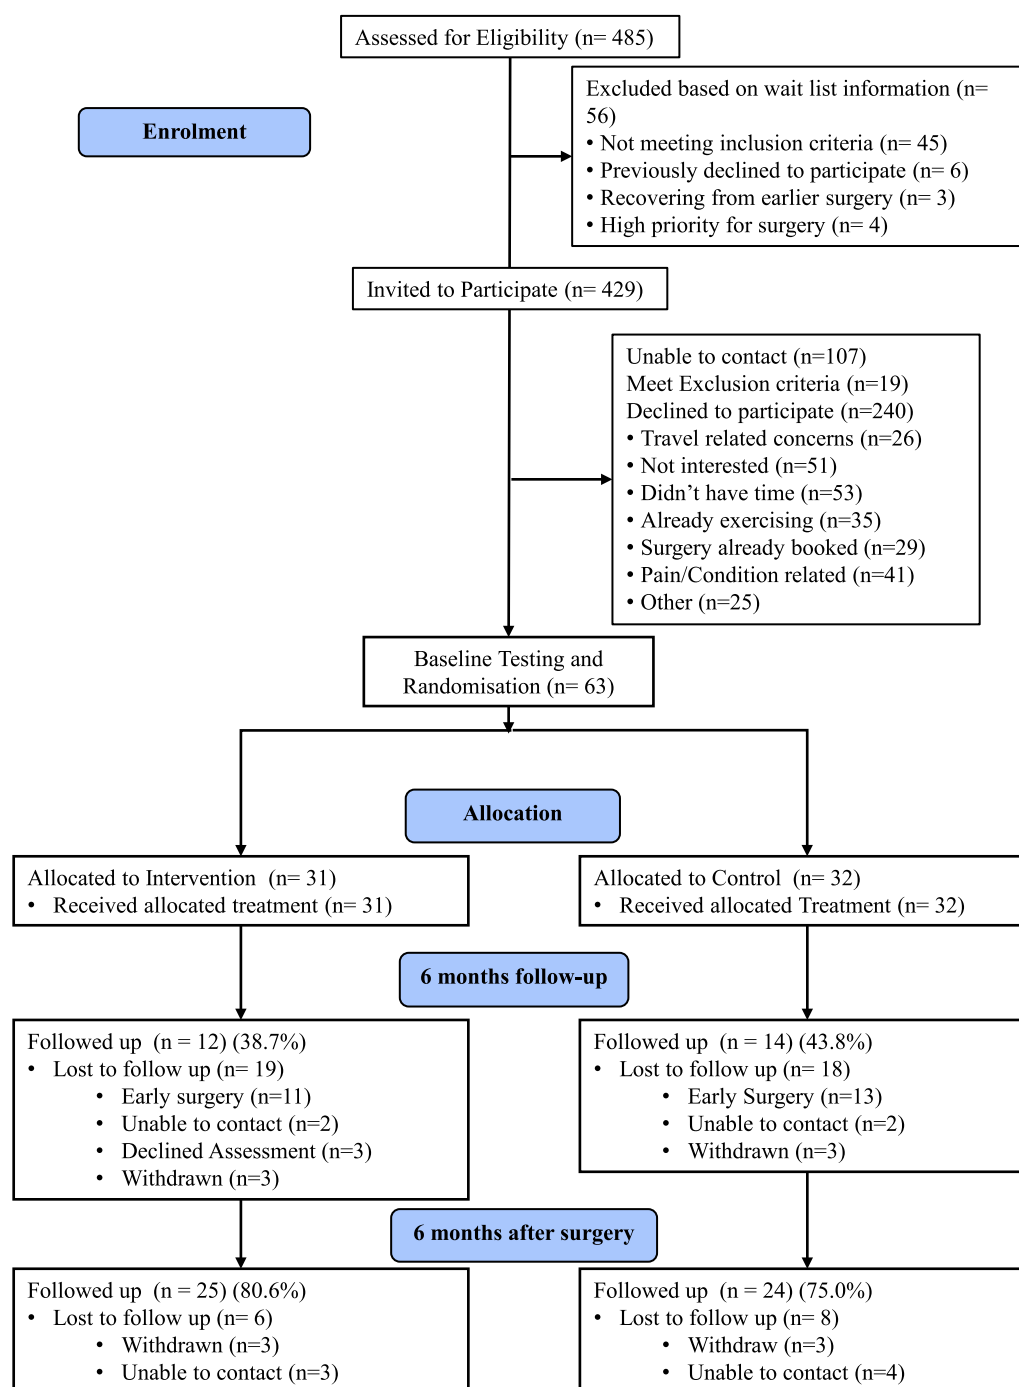 Assessed for Eligibility (n= 485)
Excluded based on wait list information (n=
56)
• Not meeting inclusion criteria (n= 45)
• Previously declined to participate (n= 6)
• Recovering from earlier surgery (n= 3)
• High priority for surgery (n= 4)
Enrolment
Invited to Participate (n= 429)
Unable to contact (n=107)
Meet Exclusion criteria (n=19)
Declined to participate (n=240)
• Travel related concerns (n=26)
• Not interested (n=51)
• Didn’t have time (n=53)
• Already exercising (n=35)
• Surgery already booked (n=29)
• Pain/Condition related (n=41)
• Other (n=25)
Baseline Testing and
Randomisation (n= 63)
Allocation
Allocated to Intervention (n= 31)
• Received allocated treatment (n= 31)
Allocated to Control (n= 32)
• Received allocated Treatment (n= 32)
6 months follow-up
Followed up (n = 12) (38.7%)
• Lost to follow up (n= 19)
• Early surgery (n=11)
• Unable to contact (n=2)
• Declined Assessment (n=3)
• Withdrawn (n=3)
Followed up (n = 14) (43.8%)
• Lost to follow up (n= 18)
• Early Surgery (n=13)
• Unable to contact (n=2)
• Withdrawn (n=3)
6 months after surgery
Followed up (n = 25) (80.6%)
• Lost to follow up (n= 6)
• Withdrawn (n=3)
• Unable to contact (n=3)
Followed up (n = 24) (75.0%)
• Lost to follow up (n= 8)
• Withdraw (n=3)
• Unable to contact (n=4)